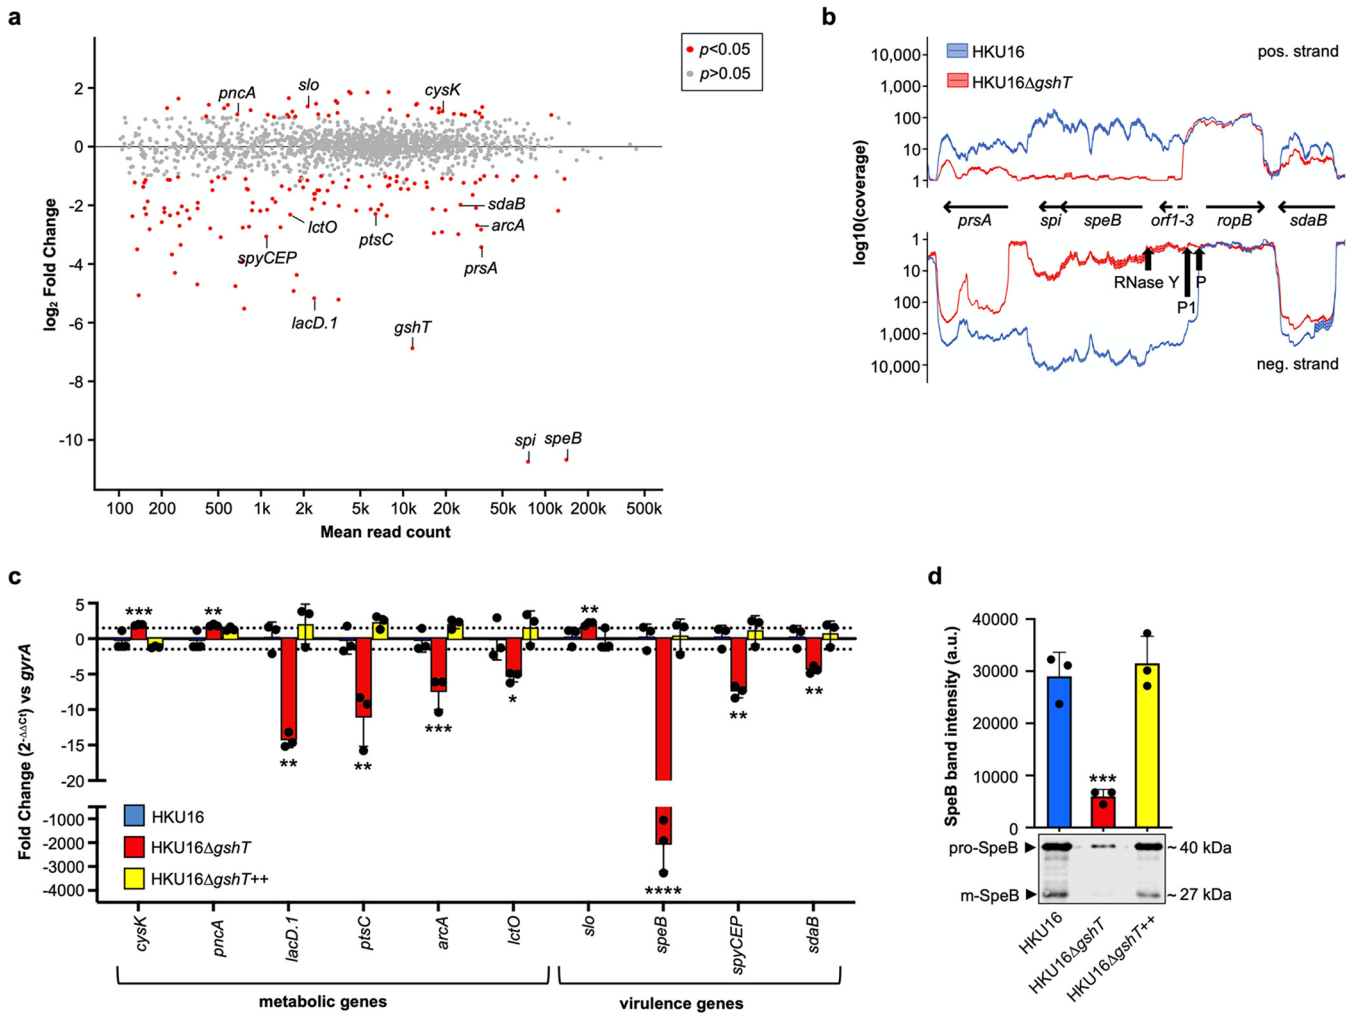 a
p<0.05
p>0.05
pncA
slo
cysK
sdaB
arcA
prsA
lctO
ptsC
spyCEP
lacD.1
gshT
spi
speB
log2 Fold Change
2
0
-2
-4
-6
-8
-10
100 200 500 1k 2k 5k 10k 20k 50k 100k 200k 500k
Mean read count
b
HKU16
HKU16ΔgshT
pos. strand
log10(coverage)
10,000
1,000
100
10
1
prsA spi speB orf1-3 ropB sdaB
1
10
100
1,000
10,000
RNase Y
P1
P
neg. strand
c
Fold Change (2-ΔΔCt) vs gyrA
5
0
-5
-10
-15
-20
-1000
-2000
-3000
-4000
*** ** ** ** *** * ** **** ** **
HKU16
HKU16ΔgshT
HKU16ΔgshT++
cysK pncA lacD.1 ptsC arcA lctO slo speB spyCEP sdaB
metabolic genes
virulence genes
d
SpeB band intensity (a.u.)
40000
30000
20000
10000
0
***
pro-SpeB
~ 40 kDa
m-SpeB
~ 27 kDa
HKU16
HKU16ΔgshT
HKU16ΔgshT++